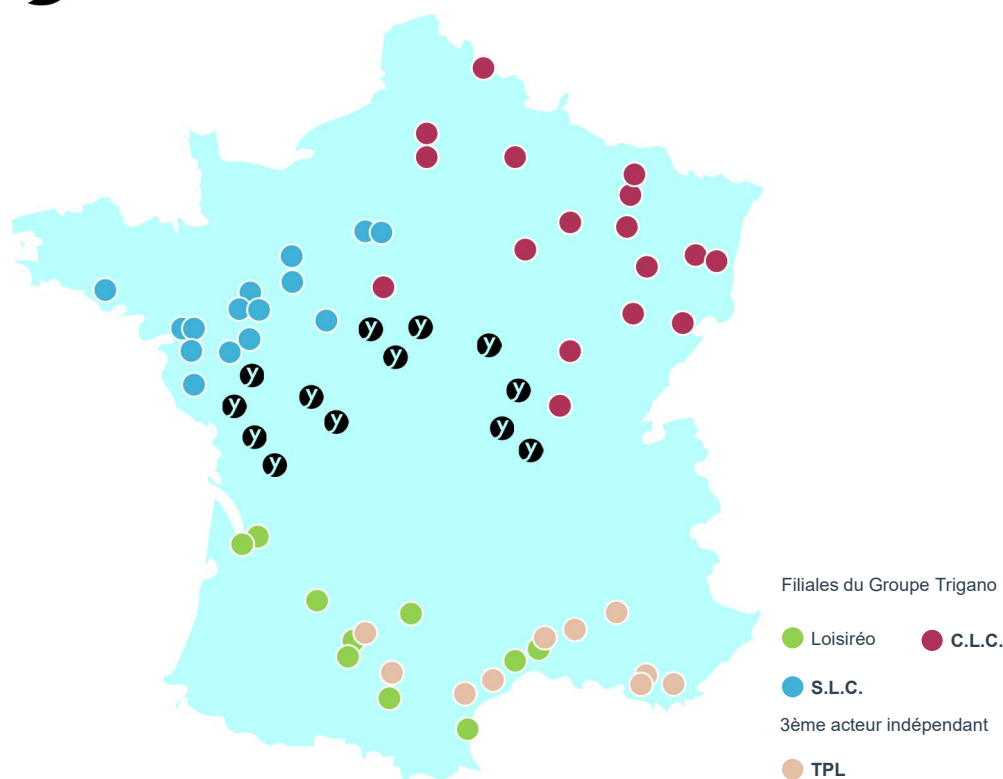 y y
y y
y
y y
y
y y
y y
y
Filiales du Groupe Trigano
Loisiréo C.L.C.
S.L.C.
3ème acteur indépendant
TPL